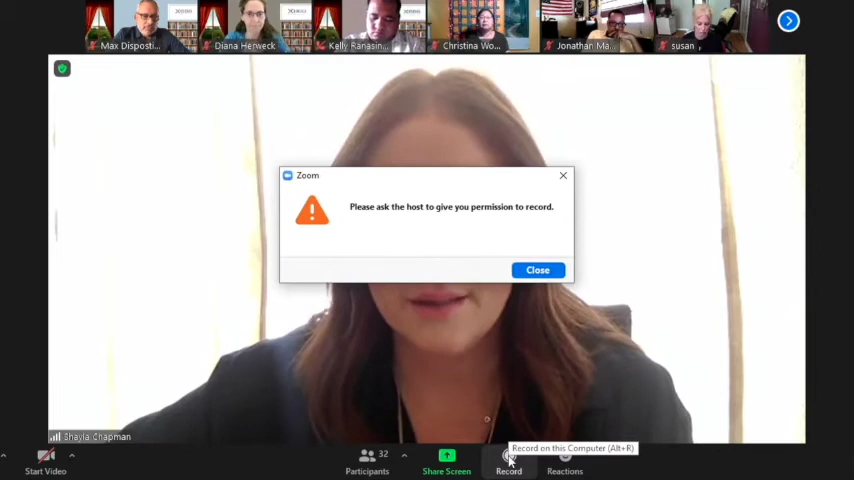 Max Disposti...
Diana Herweck
Kelly Ranasin...
Christina Wo...
Jonathan Ma...
susan
Zoom
Please ask the host to give you permission to record.
Close
Shayla Chapman
Record on this Computer (Alt+R)
32
Start Video
Participants
Share Screen
Record
Reactions